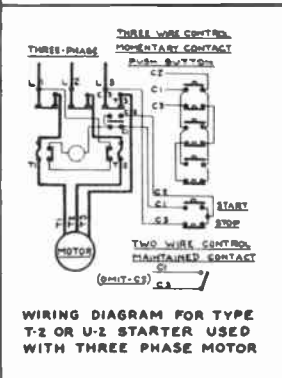 THREE WIRE CONTROL
MOMENTARY CONTACT
PUSH BUTTON
THREE-PHASE
C2
C1
C3
L1
L2
L3
T1
T2
T3
MOTOR
C2
C1
C3
START
STOP
TWO WIRE CONTROL
MAINTAINED CONTACT
C1
C3
WIRING DIAGRAM FOR TYPE
T-2 OR U-2 STARTER USED
WITH THREE PHASE MOTOR